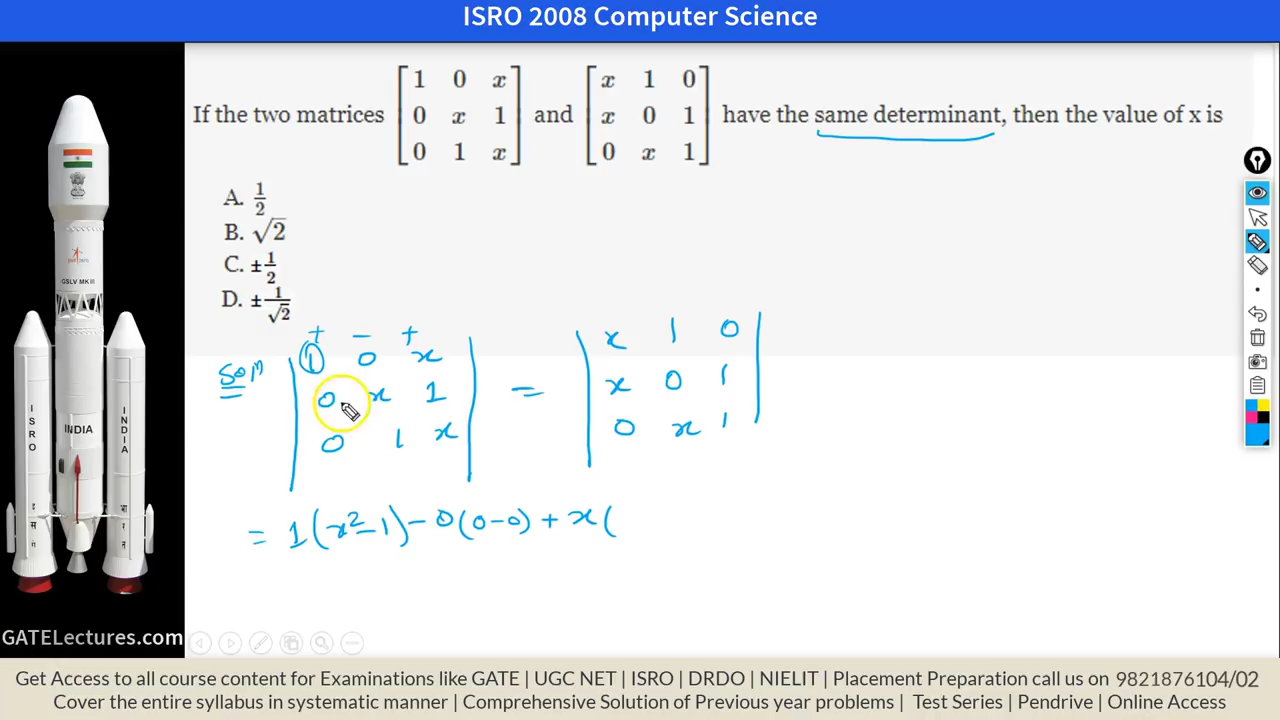 ISRO 2008 Computer Science
If the two matrices [1 0 x; 0 x 1; 0 1 x] and [x 1 0; x 0 1; 0 x 1] have the same determinant, then the value of x is
A. 1/2
B. √2
C. ±1/2
D. ±1/√2
+ − +
Som | 1 0 x | = | x 1 0 |
| 0 x 1 | | x 0 1 |
| 0 1 x | | 0 x 1 |
= 1(x²−1) − 0(0−0) + x(
GSLV MK III
ISRO
INDIA
INDIA
GATELectures.com
Get Access to all course content for Examinations like GATE | UGC NET | ISRO | DRDO | NIELIT | Placement Preparation call us on 9821876104/02
Cover the entire syllabus in systematic manner | Comprehensive Solution of Previous year problems | Test Series | Pendrive | Online Access